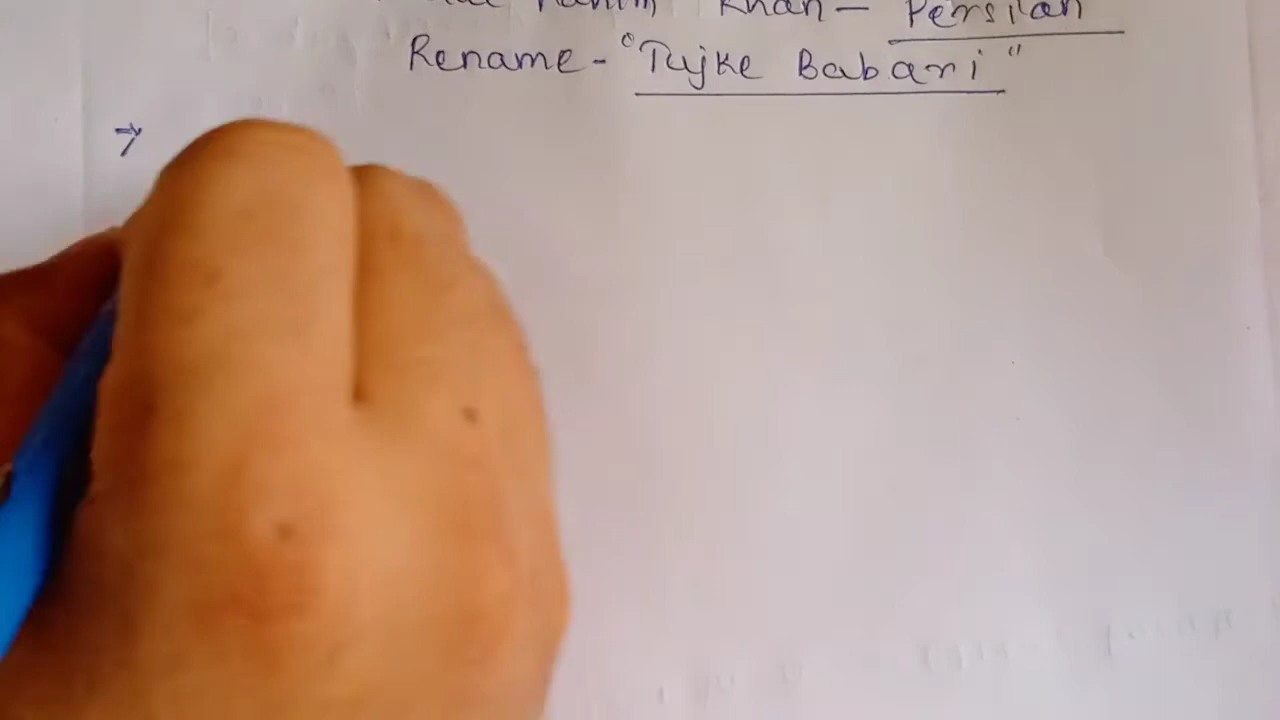 Khan - Persian
Rename - "Tujke Babari"
→